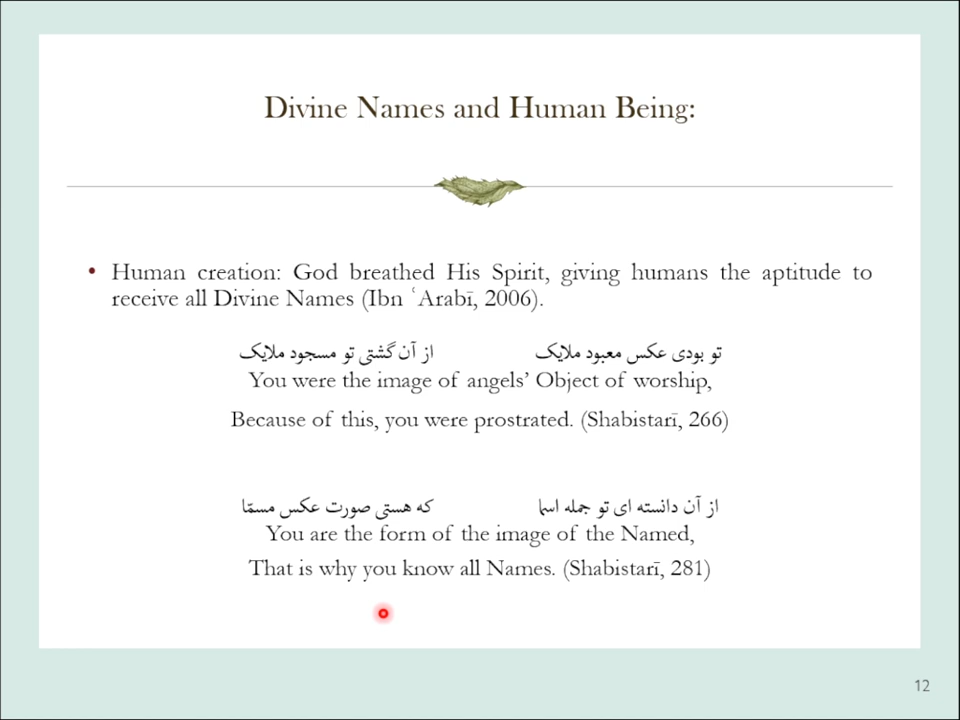 Divine Names and Human Being:
• Human creation: God breathed His Spirit, giving humans the aptitude to
receive all Divine Names (Ibn ʿArabī, 2006).
تو بودی عکس معبود ملایک از آن گشتی تو مسجود ملایک
You were the image of angels’ Object of worship,
Because of this, you were prostrated. (Shabistarī, 266)
از آن دانسته ای تو جمله اسما که هستی صورت عکس مسمّا
You are the form of the image of the Named,
That is why you know all Names. (Shabistarī, 281)
12